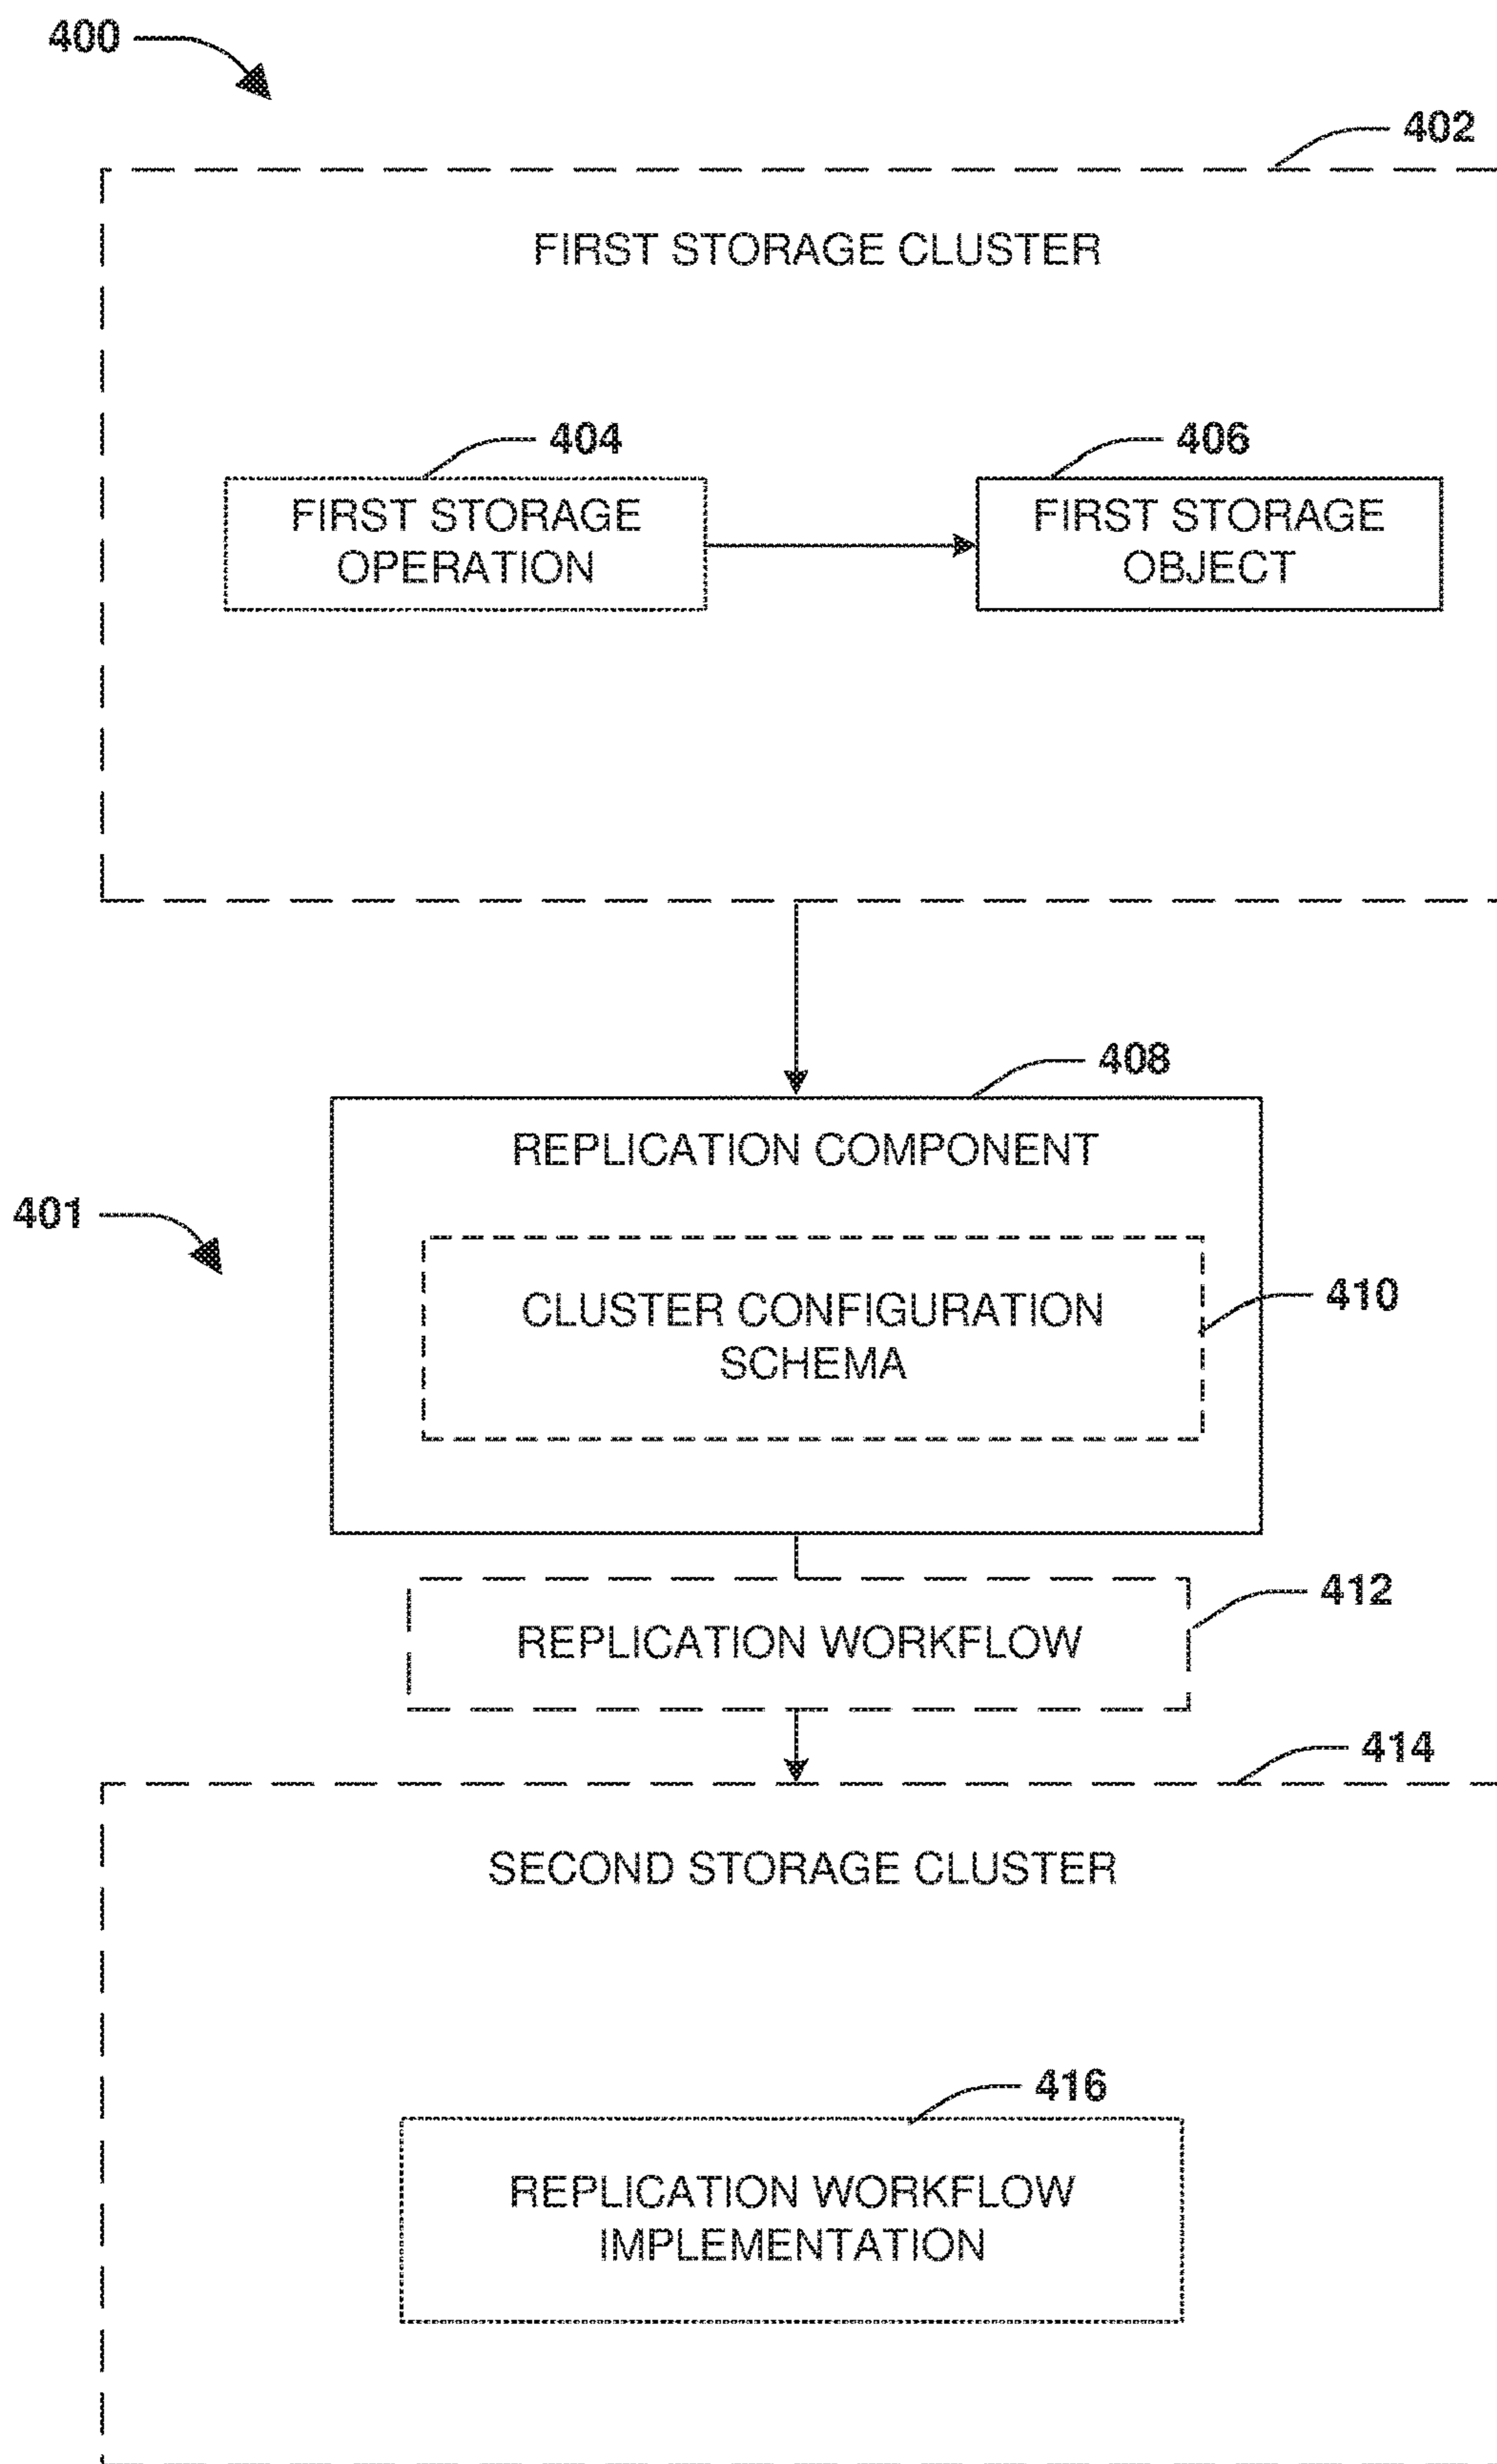 400
402
FIRST STORAGE CLUSTER
404
406
FIRST STORAGE
OPERATION
FIRST STORAGE
OBJECT
408
REPLICATION COMPONENT
401
410
CLUSTER CONFIGURATION
SCHEMA
412
REPLICATION WORKFLOW
414
SECOND STORAGE CLUSTER
416
REPLICATION WORKFLOW
IMPLEMENTATION